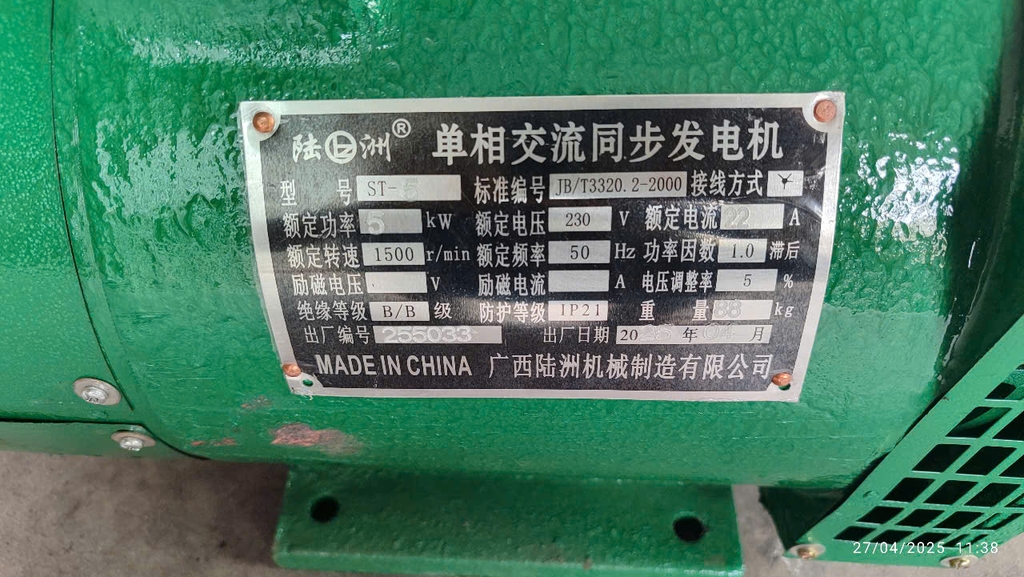 陆洲® 单相交流同步发电机
型 号 ST-5 标准编号 JB/T3320.2-2000 接线方式
额定功率 5 kW 额定电压 230 V 额定电流 22 A
额定转速 1500 r/min 额定频率 50 Hz 功率因数 1.0 滞后
励磁电压 V 励磁电流 A 电压调整率 5 %
绝缘等级 B/B 级 防护等级 IP21 重 量 88 kg
出厂编号 255033 出厂日期 20 年 月
MADE IN CHINA 广西陆洲机械制造有限公司
27/04/2025 11:38